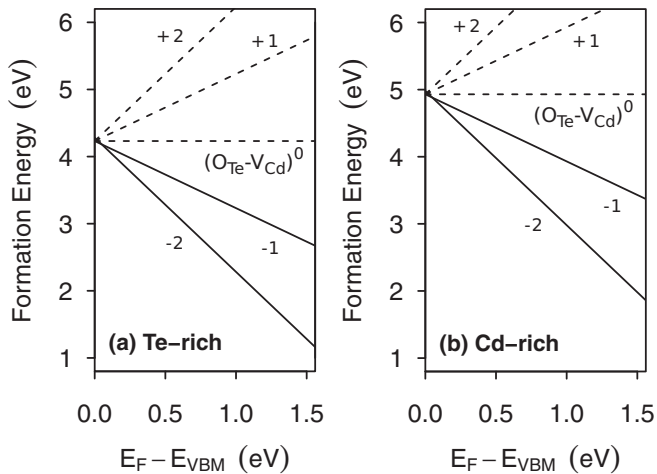 Formation Energy (eV)
6
5
4
3
2
1
+2
+1
(O_Te-V_Cd)^0
-1
-2
(a) Te-rich
0.0 0.5 1.0 1.5
E_F − E_VBM (eV)
Formation Energy (eV)
6
5
4
3
2
1
+2
+1
(O_Te-V_Cd)^0
-1
-2
(b) Cd-rich
0.0 0.5 1.0 1.5
E_F − E_VBM (eV)